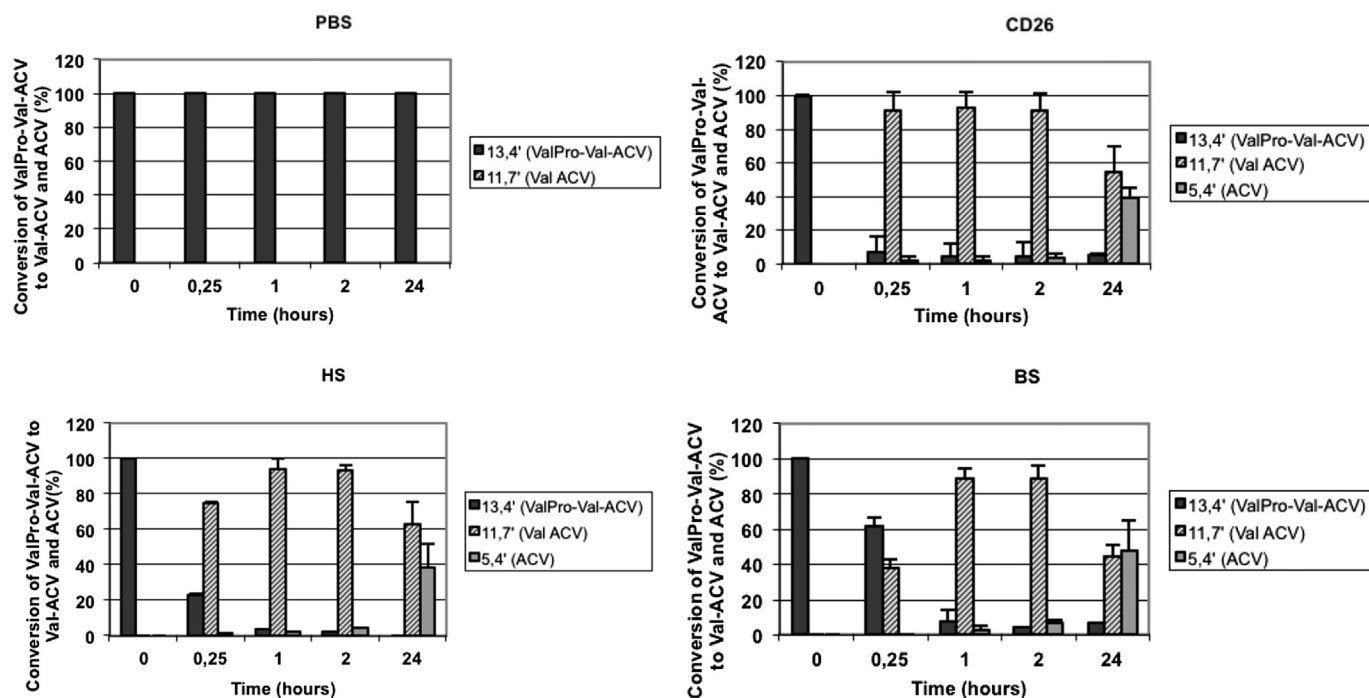 PBS
Conversion of ValPro-Val-ACV
to Val-ACV and ACV (%)
120
100
80
60
40
20
0
0 0,25 1 2 24
Time (hours)
13,4' (ValPro-Val-ACV)
11,7' (Val ACV)
CD26
Conversion of ValPro-Val-
ACV to Val-ACV and ACV (%)
120
100
80
60
40
20
0
0 0,25 1 2 24
Time (hours)
13,4' (ValPro-Val-ACV)
11,7' (Val ACV)
5,4' (ACV)
HS
Conversion of ValPro-Val-ACV to
Val-ACV and ACV(%)
120
100
80
60
40
20
0
0 0,25 1 2 24
Time (hours)
13,4' (ValPro-Val-ACV)
11,7' (Val ACV)
5,4' (ACV)
BS
Conversion of ValPro-Val-ACV
to Val-ACV and ACV (%)
120
100
80
60
40
20
0
0 0,25 1 2 24
Time (hours)
13,4' (ValPro-Val-ACV)
11,7' (Val ACV)
5,4' (ACV)